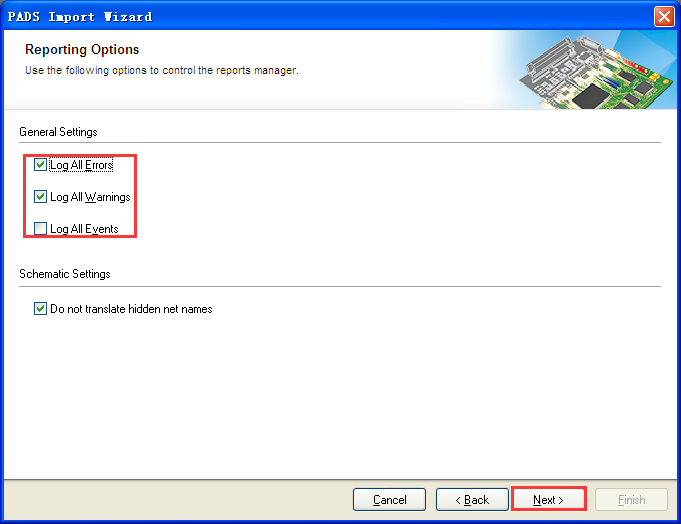 PADS Import Wizard
Reporting Options
Use the following options to control the reports manager.
General Settings
Log All Errors
Log All Warnings
Log All Events
Schematic Settings
Do not translate hidden net names
Cancel
< Back
Next >
Finish